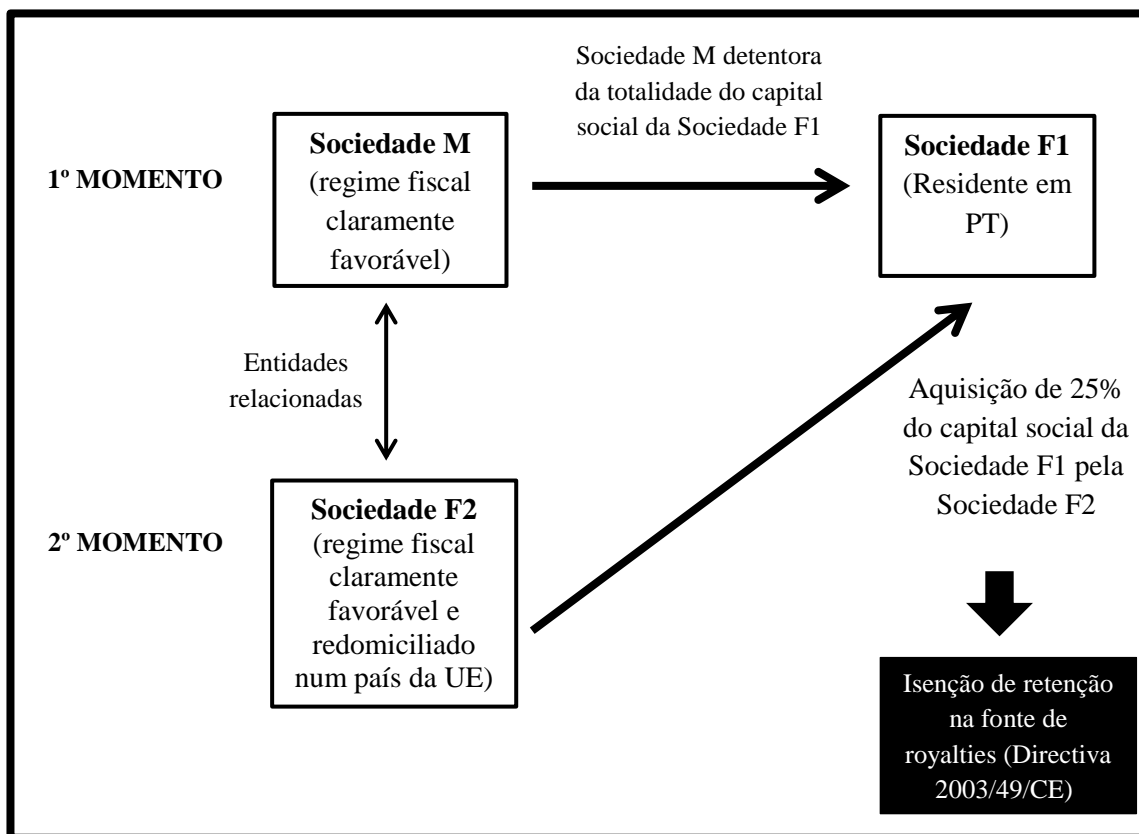 Sociedade M detentora
da totalidade do capital
social da Sociedade F1
1º MOMENTO
Sociedade M
(regime fiscal
claramente
favorável)
Sociedade F1
(Residente em
PT)
Entidades
relacionadas
2º MOMENTO
Sociedade F2
(regime fiscal
claramente
favorável e
redomiciliado
num país da UE)
Aquisição de 25%
do capital social da
Sociedade F1 pela
Sociedade F2
Isenção de retenção
na fonte de
royalties (Directiva
2003/49/CE)